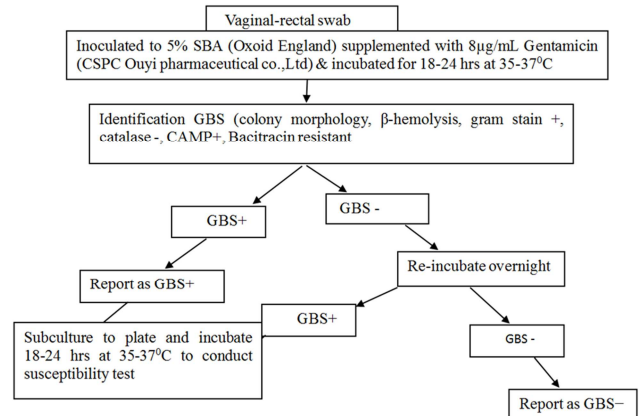 Vaginal-rectal swab
Inoculated to 5% SBA (Oxoid England) supplemented with 8µg/mL Gentamicin
(CSPC Ouyi pharmaceutical co.,Ltd) & incubated for 18-24 hrs at 35-37⁰C
Identification GBS (colony morphology, β-hemolysis, gram stain +,
catalase -, CAMP+, Bacitracin resistant
GBS+
GBS -
Report as GBS+
Re-incubate overnight
GBS+
Subculture to plate and incubate
18-24 hrs at 35-37⁰C to conduct
susceptibility test
GBS -
Report as GBS−